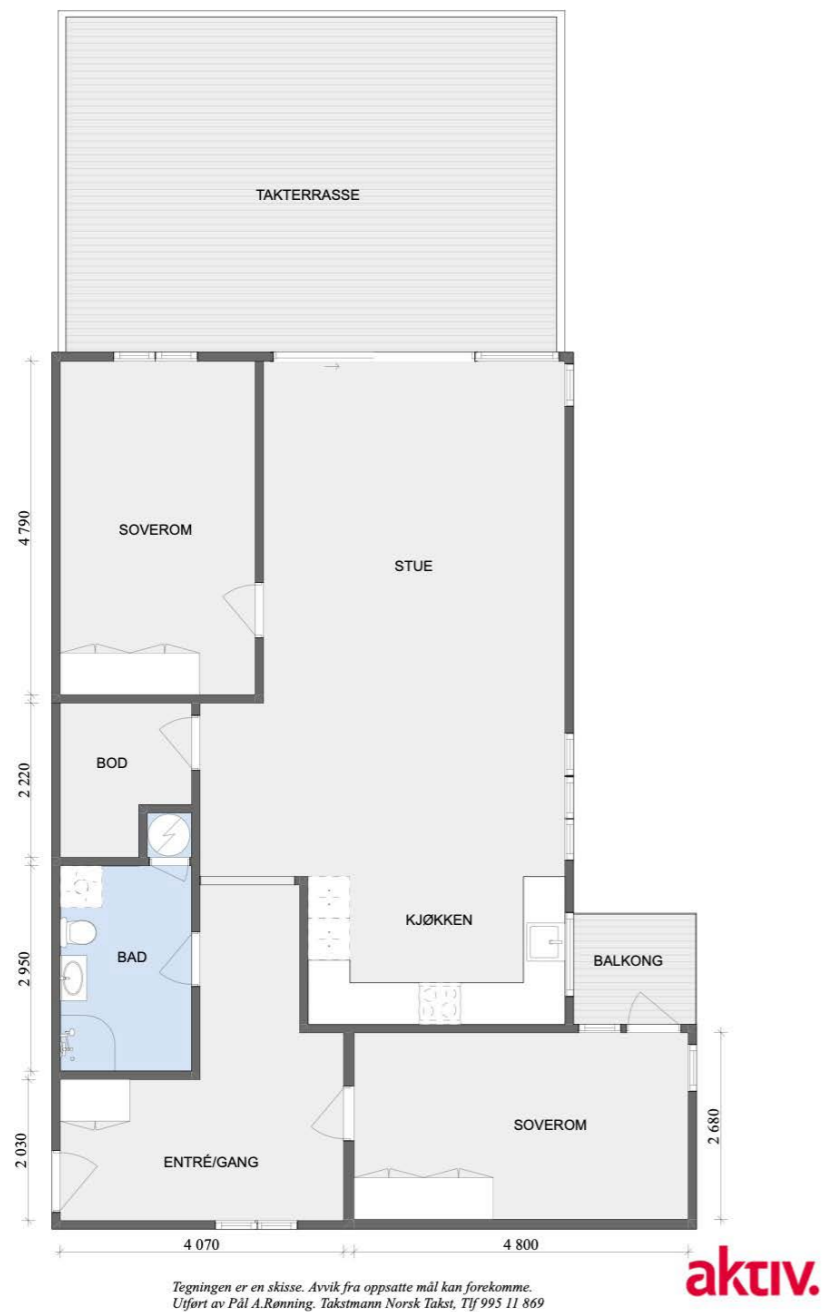 TAKTERRASSE
4 790
SOVEROM
STUE
BOD
2 220
KJØKKEN
BAD
BALKONG
2 950
SOVEROM
2 680
ENTRÉ/GANG
2 030
4 070
4 800
aktiv.
Tegningen er en skisse. Avvik fra oppsatte mål kan forekomme.
Utført av Pål A.Rønning. Takstmann Norsk Takst, Tlf 995 11 869